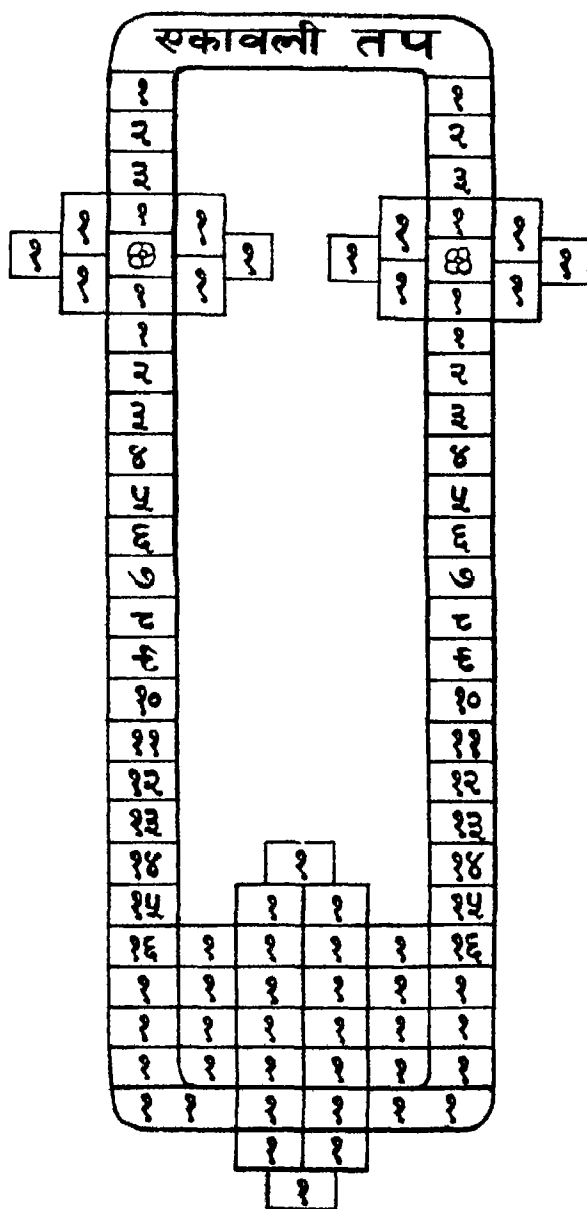 एकावली तप
१ १
२ २
३ ३
१ १ १ १ १ १
१ १ १ १
१ १ १ १ १ १
१ १
२ २
३ ३
४ ४
५ ५
६ ६
७ ७
८ ८
९ ९
१० १०
११ ११
१२ १२
१३ १३
१४ १ १४
१५ १ १ १५
१६ १ १ १ १ १६
१ १ १ १ १ १
१ १ १ १ १ १
१ १ १ १ १ १
१ १ १ १ १ १
१ १
१